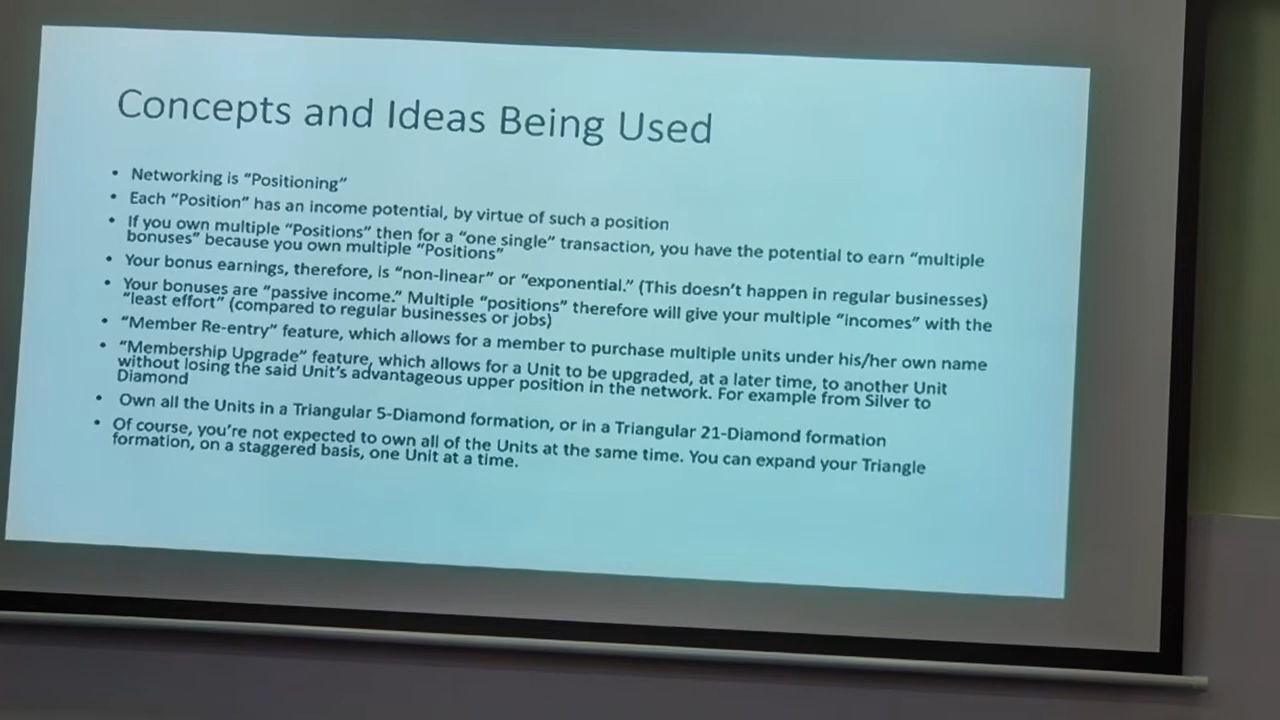 Concepts and Ideas Being Used
• Networking is "Positioning"
• Each "Position" has an income potential, by virtue of such a position
• If you own multiple "Positions" then for a "one single" transaction, you have the potential to earn "multiple
bonuses" because you own multiple "Positions"
• Your bonus earnings, therefore, is "non-linear" or "exponential." (This doesn't happen in regular businesses)
• Your bonuses are "passive income." Multiple "positions" therefore will give your multiple "incomes" with the
"least effort" (compared to regular businesses or jobs)
• "Member Re-entry" feature, which allows for a member to purchase multiple units under his/her own name
• "Membership Upgrade" feature, which allows for a Unit to be upgraded, at a later time, to another Unit
without losing the said Unit's advantageous upper position in the network. For example from Silver to
Diamond
• Own all the Units in a Triangular 5-Diamond formation, or in a Triangular 21-Diamond formation
• Of course, you're not expected to own all of the Units at the same time. You can expand your Triangle
formation, on a staggered basis, one Unit at a time.